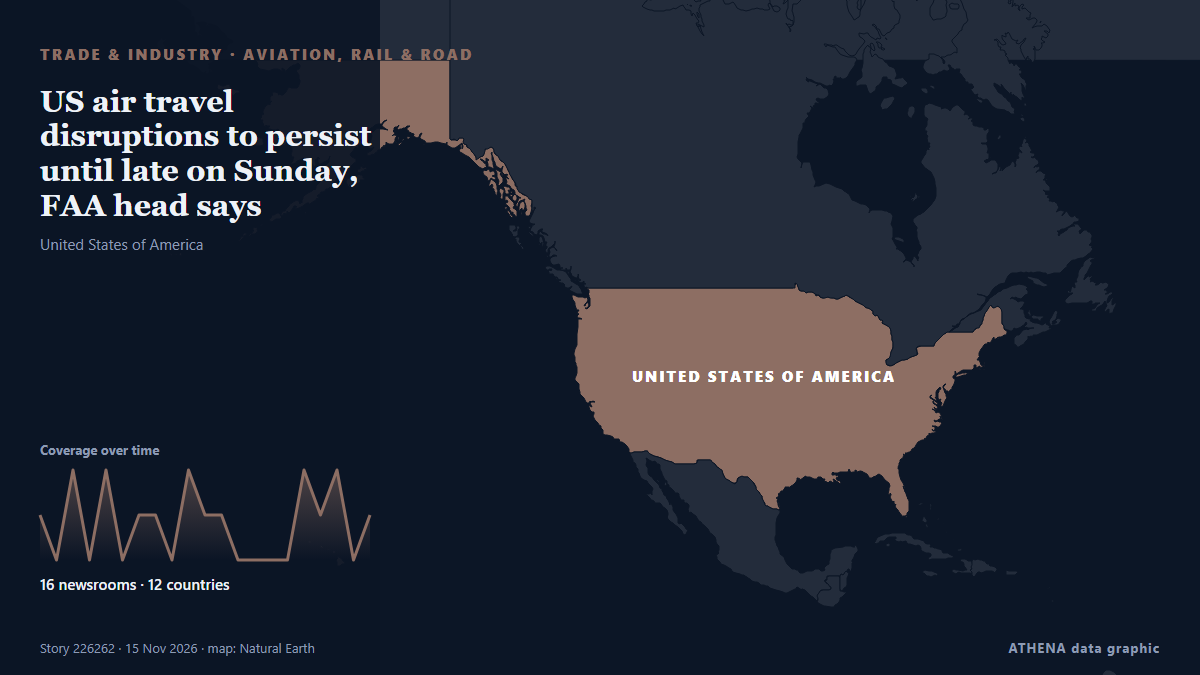 TRADE & INDUSTRY · AVIATION, RAIL & ROAD
US air travel
disruptions to persist
until late on Sunday,
FAA head says
United States of America
UNITED STATES OF AMERICA
Coverage over time
16 newsrooms · 12 countries
Story 226262 · 15 Nov 2026 · map: Natural Earth
ATHENA data graphic